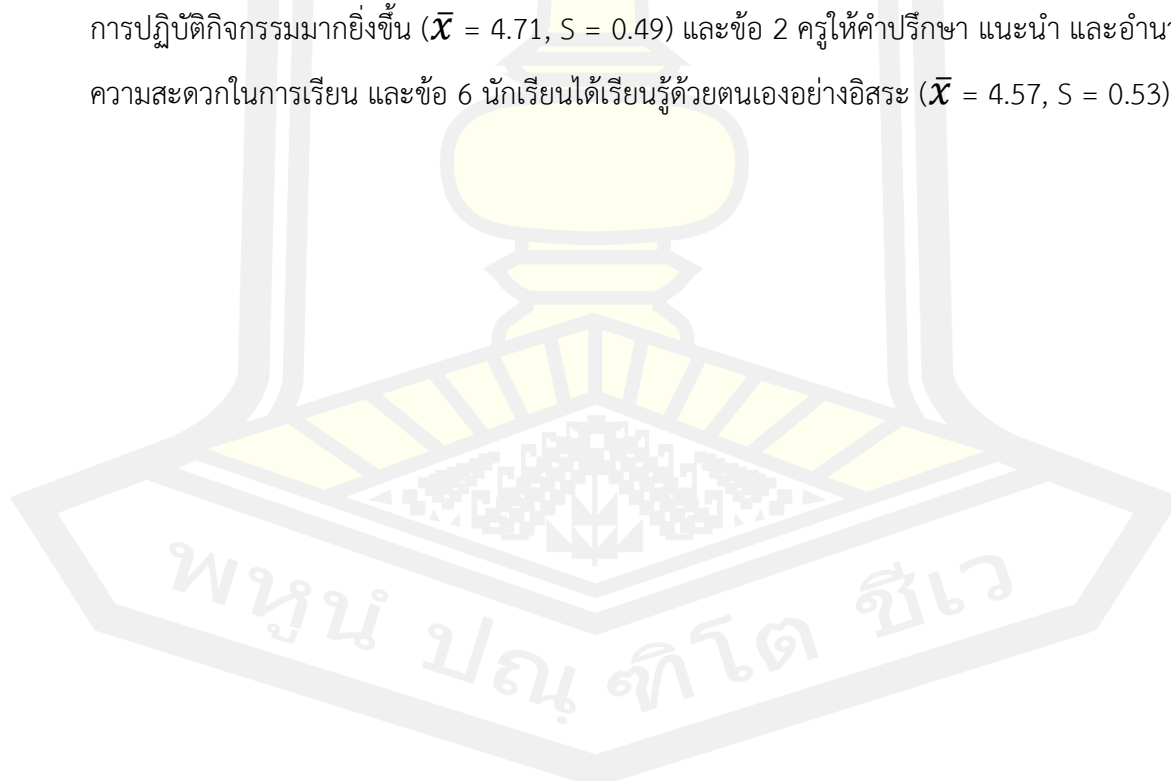 การปฏิบัติกิจกรรมมากยิ่งขึ้น (x̄ = 4.71, S = 0.49) และข้อ 2 ครูให้คำปรึกษา แนะนำ และอำนา
ความสะดวกในการเรียน และข้อ 6 นักเรียนได้เรียนรู้ด้วยตนเองอย่างอิสระ (x̄ = 4.57, S = 0.53)
พหูนํ ปณฺฑิโต ชีเว